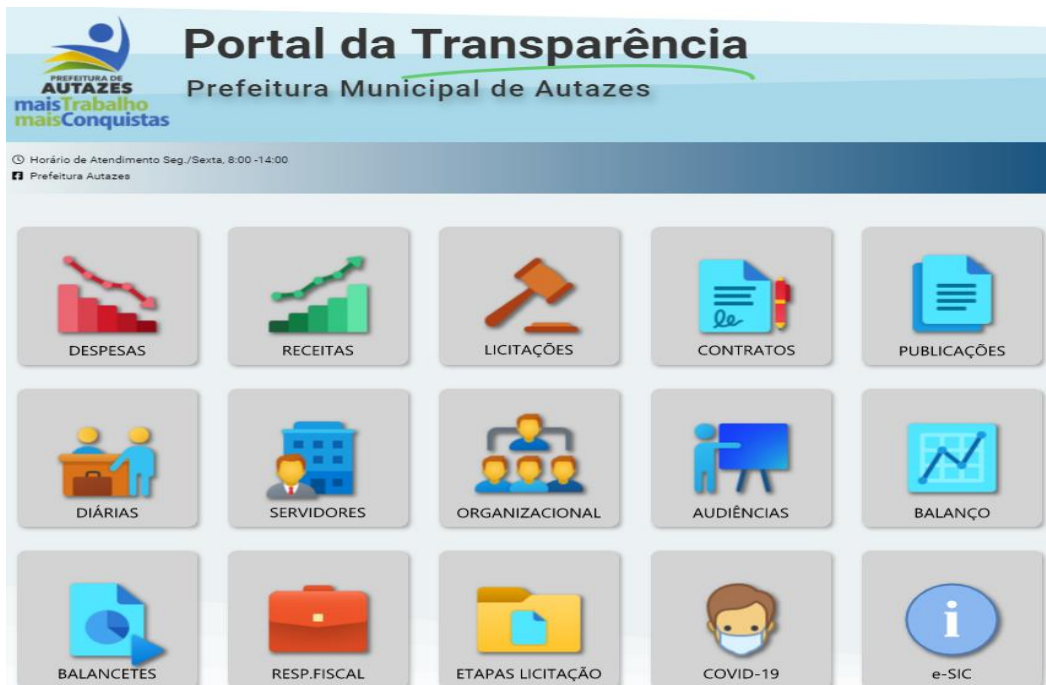 Portal da Transparência
Prefeitura Municipal de Autazes
PREFEITURA DE
AUTAZES
maisTrabalho
maisConquistas
Horário de Atendimento Seg./Sexta, 8:00 -14:00
Prefeitura Autazes
DESPESAS
RECEITAS
LICITAÇÕES
CONTRATOS
PUBLICAÇÕES
DIÁRIAS
SERVIDORES
ORGANIZACIONAL
AUDIÊNCIAS
BALANÇO
BALANCETES
RESP.FISCAL
ETAPAS LICITAÇÃO
COVID-19
e-SIC